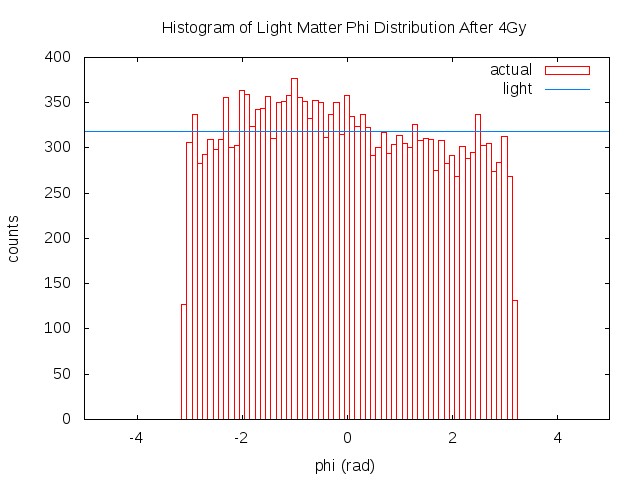 Histogram of Light Matter Phi Distribution After 4Gy
400
350
300
250
200
150
100
50
0
counts
actual
light
-4 -2 0 2 4
phi (rad)